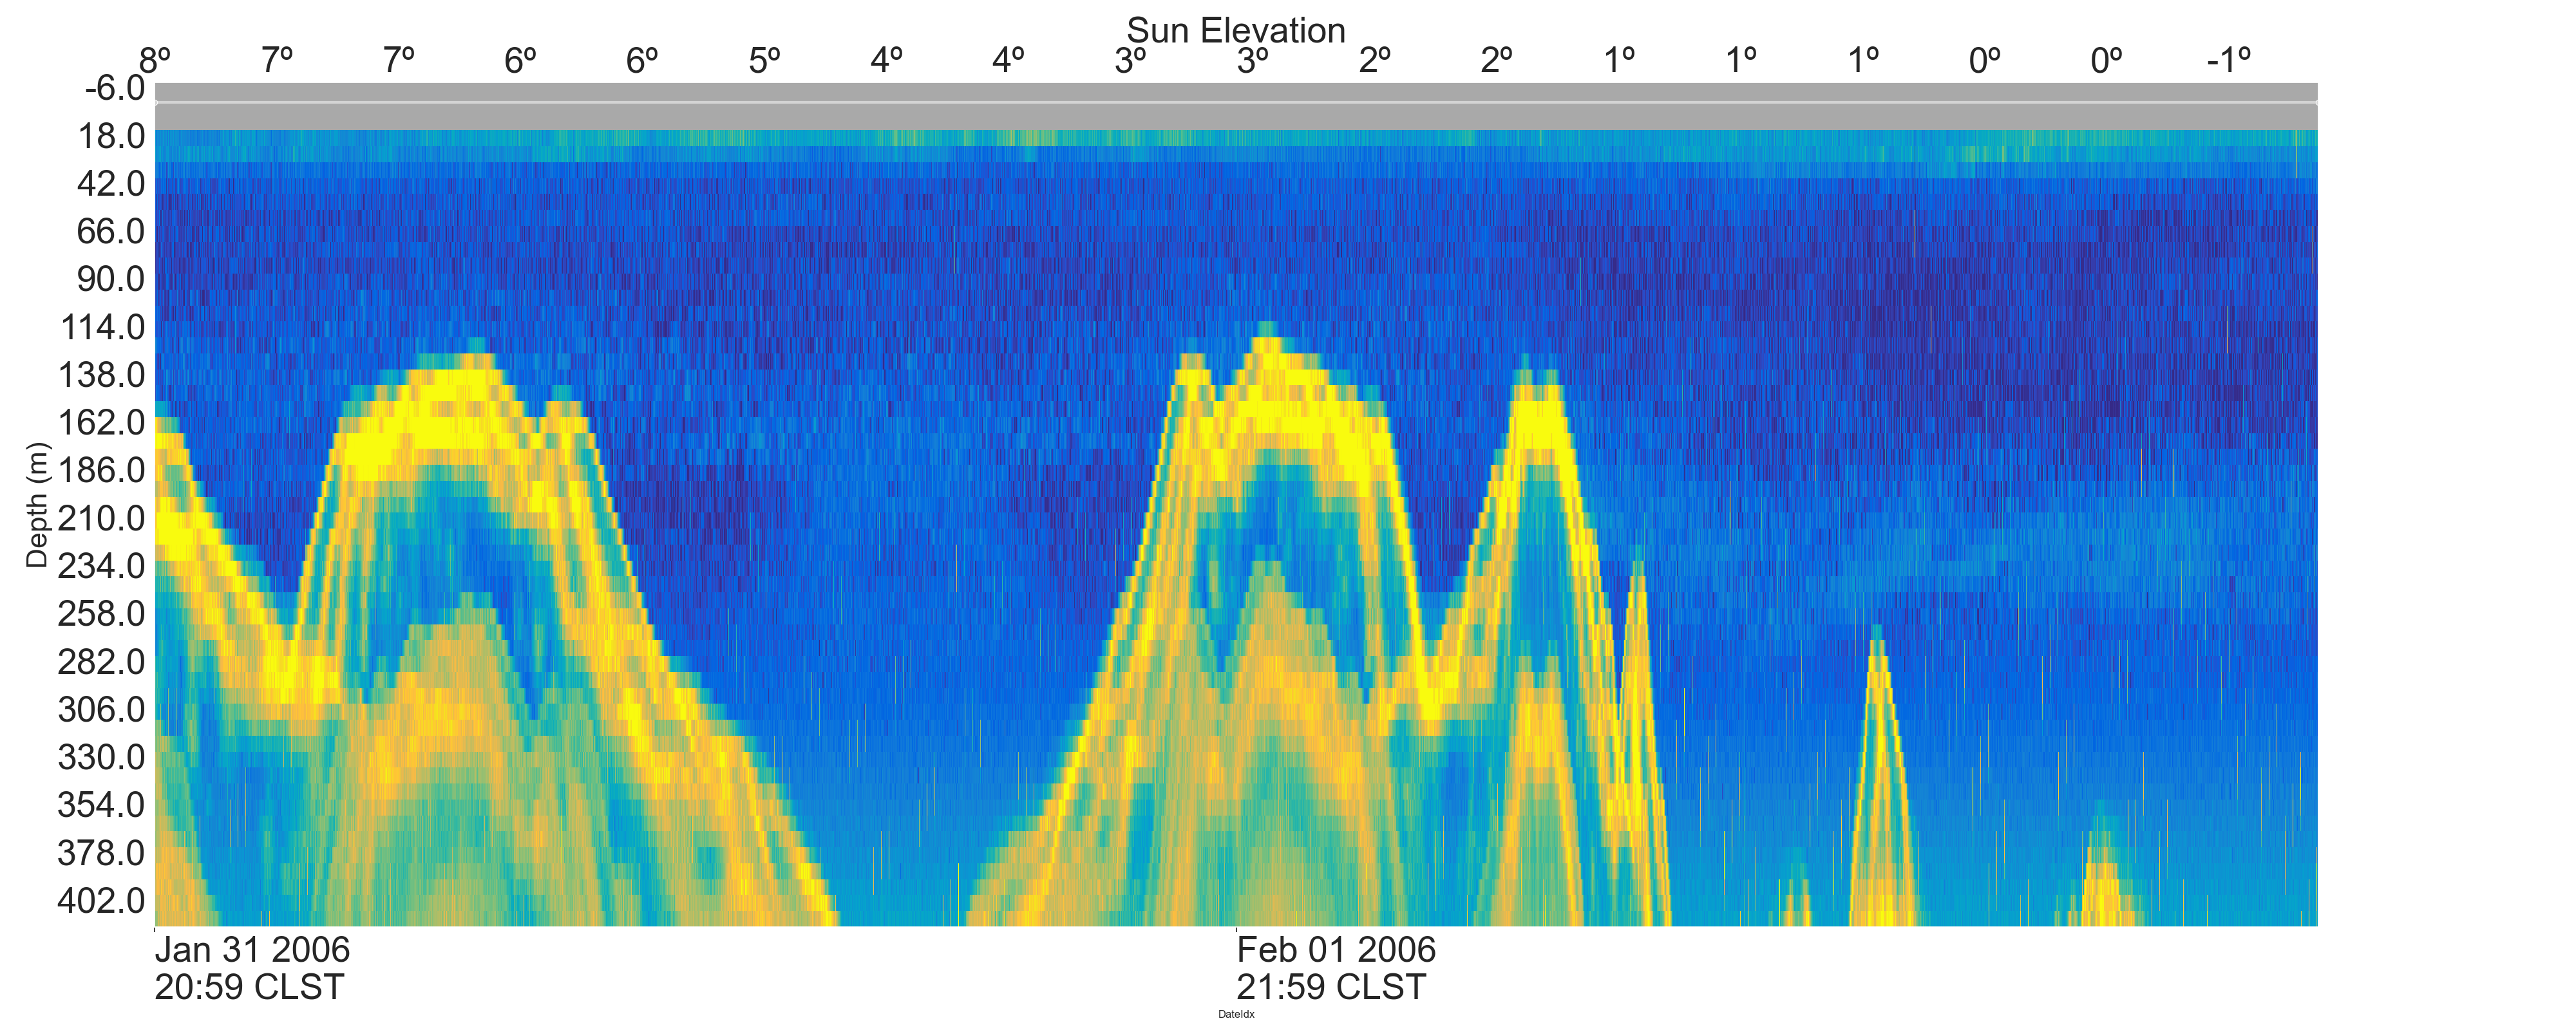 Sun Elevation
8º 7º 7º 6º 6º 5º 4º 4º 3º 3º 2º 2º 1º 1º 1º 0º 0º -1º
-6.0
18.0
42.0
66.0
90.0
114.0
138.0
162.0
186.0
210.0
234.0
258.0
282.0
306.0
330.0
354.0
378.0
402.0
Depth (m)
Jan 31 2006
20:59 CLST
Feb 01 2006
21:59 CLST
DateIdx